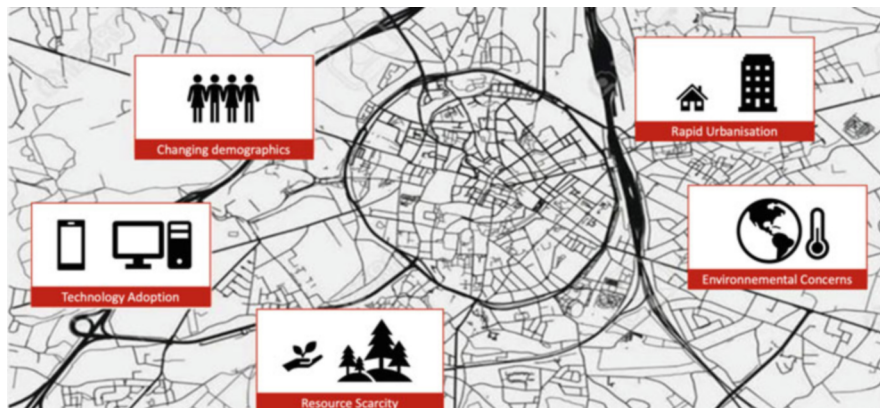 Changing demographics
Rapid Urbanisation
Technology Adoption
Environnemental Concerns
Resource Scarcity